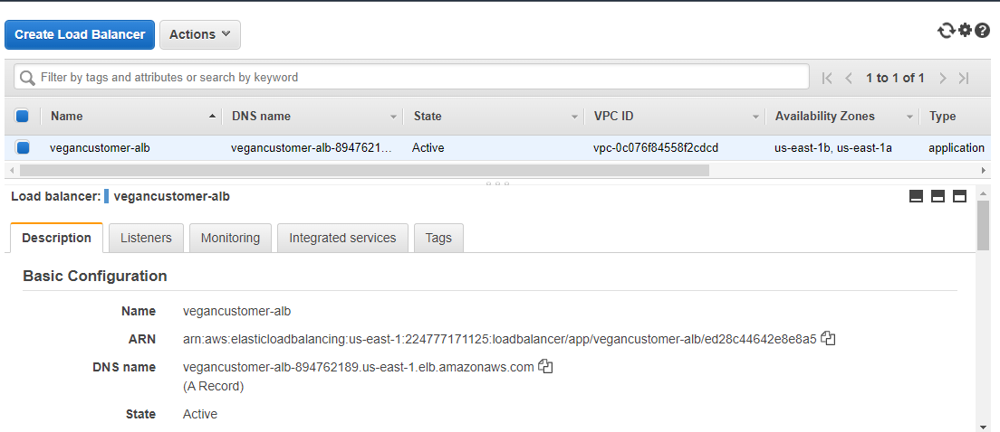 Create Load Balancer Actions
Filter by tags and attributes or search by keyword 1 to 1 of 1
Name DNS name State VPC ID Availability Zones Type
vegancustomer-alb vegancustomer-alb-8947621... Active vpc-0c076f84558f2cdcd us-east-1b, us-east-1a application
Load balancer: vegancustomer-alb
Description Listeners Monitoring Integrated services Tags
Basic Configuration
Name vegancustomer-alb
ARN arn:aws:elasticloadbalancing:us-east-1:224777171125:loadbalancer/app/vegancustomer-alb/ed28c44642e8e8a5
DNS name vegancustomer-alb-894762189.us-east-1.elb.amazonaws.com
(A Record)
State Active